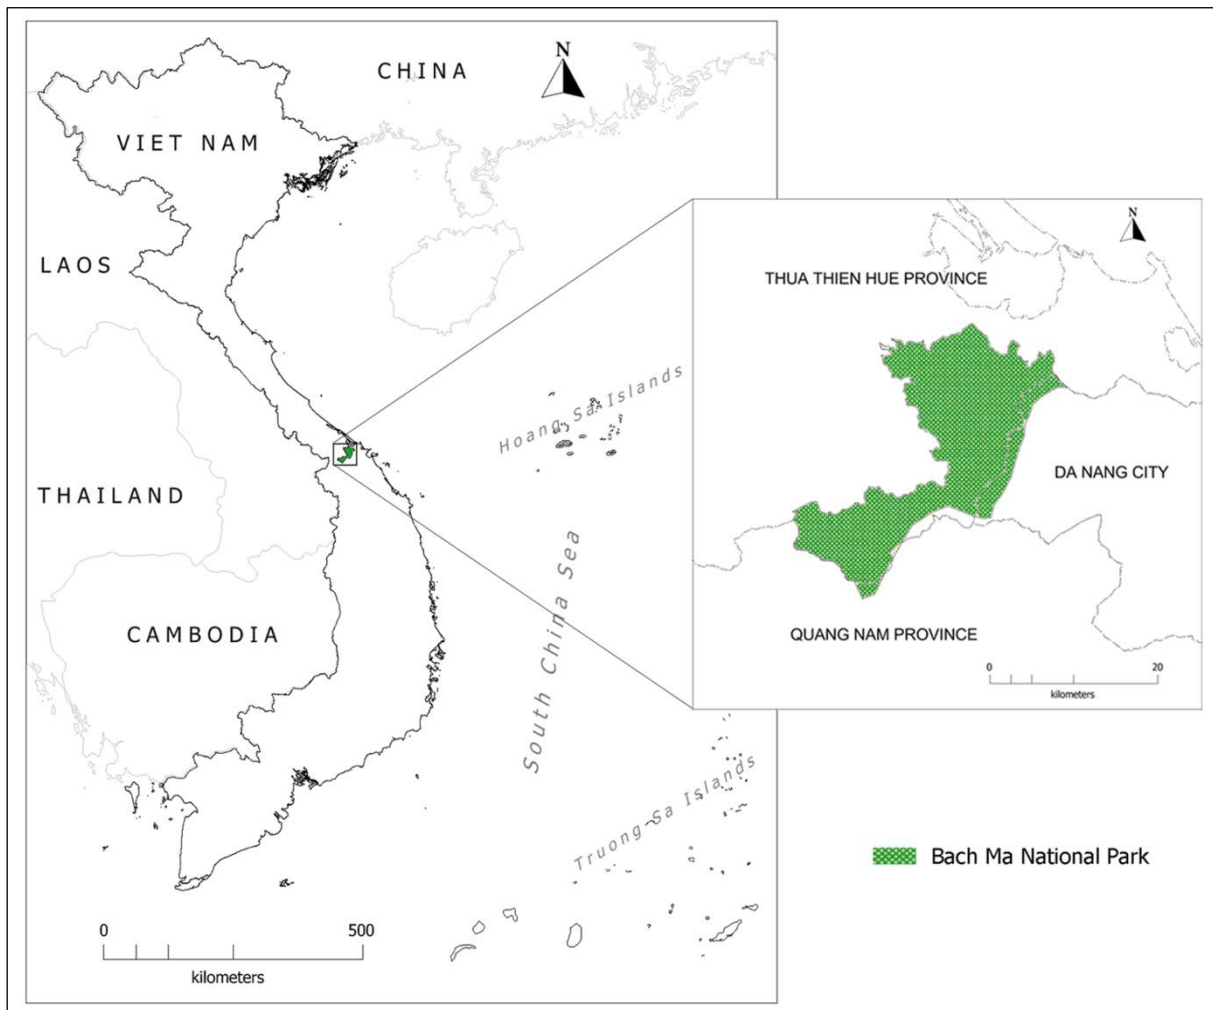 N
CHINA
VIET NAM
LAOS
THAILAND
CAMBODIA
Hoang Sa Islands
South China Sea
Truong Sa Islands
0 500
kilometers
N
THUA THIEN HUE PROVINCE
DA NANG CITY
QUANG NAM PROVINCE
0 20
kilometers
Bach Ma National Park